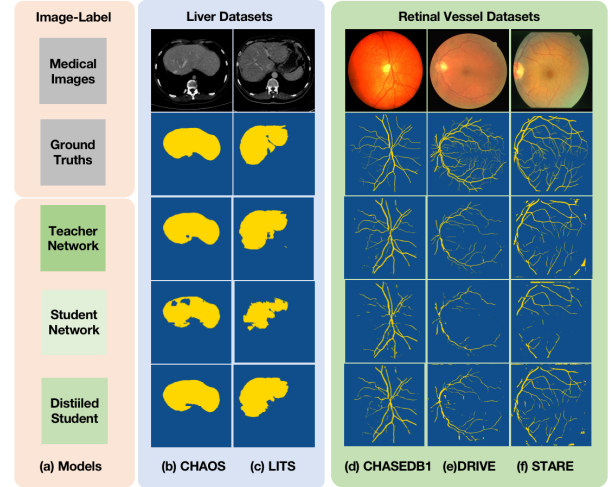 Image-Label
Liver Datasets
Retinal Vessel Datasets
Medical
Images
Ground
Truths
Teacher
Network
Student
Network
Distiiled
Student
(a) Models
(b) CHAOS
(c) LITS
(d) CHASEDB1
(e)DRIVE
(f) STARE